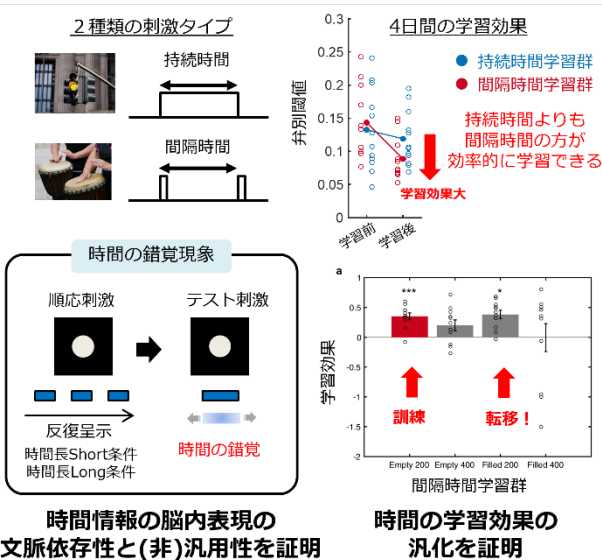 ２種類の刺激タイプ
持続時間
間隔時間
時間の錯覚現象
順応刺激
テスト刺激
反復呈示
時間長Short条件
時間長Long条件
時間の錯覚
時間情報の脳内表現の
文脈依存性と(非)汎用性を証明
4日間の学習効果
0.3
0.25
0.2
0.15
0.1
0.05
0
弁別閾値
持続時間学習群
間隔時間学習群
持続時間よりも
間隔時間の方が
効率的に学習できる
学習効果大
学習前
学習後
a
1
0.5
0
-0.5
-1
-1.5
-2
学習効果
***
*
訓練
転移！
Empty 200
Empty 400
Filled 200
Filled 400
間隔時間学習群
時間の学習効果の
汎化を証明